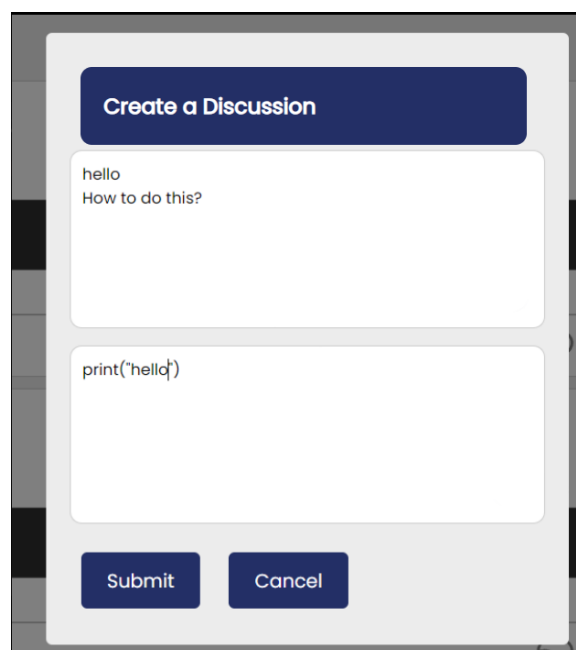 Create a Discussion
hello
How to do this?
print("hello")
Submit
Cancel